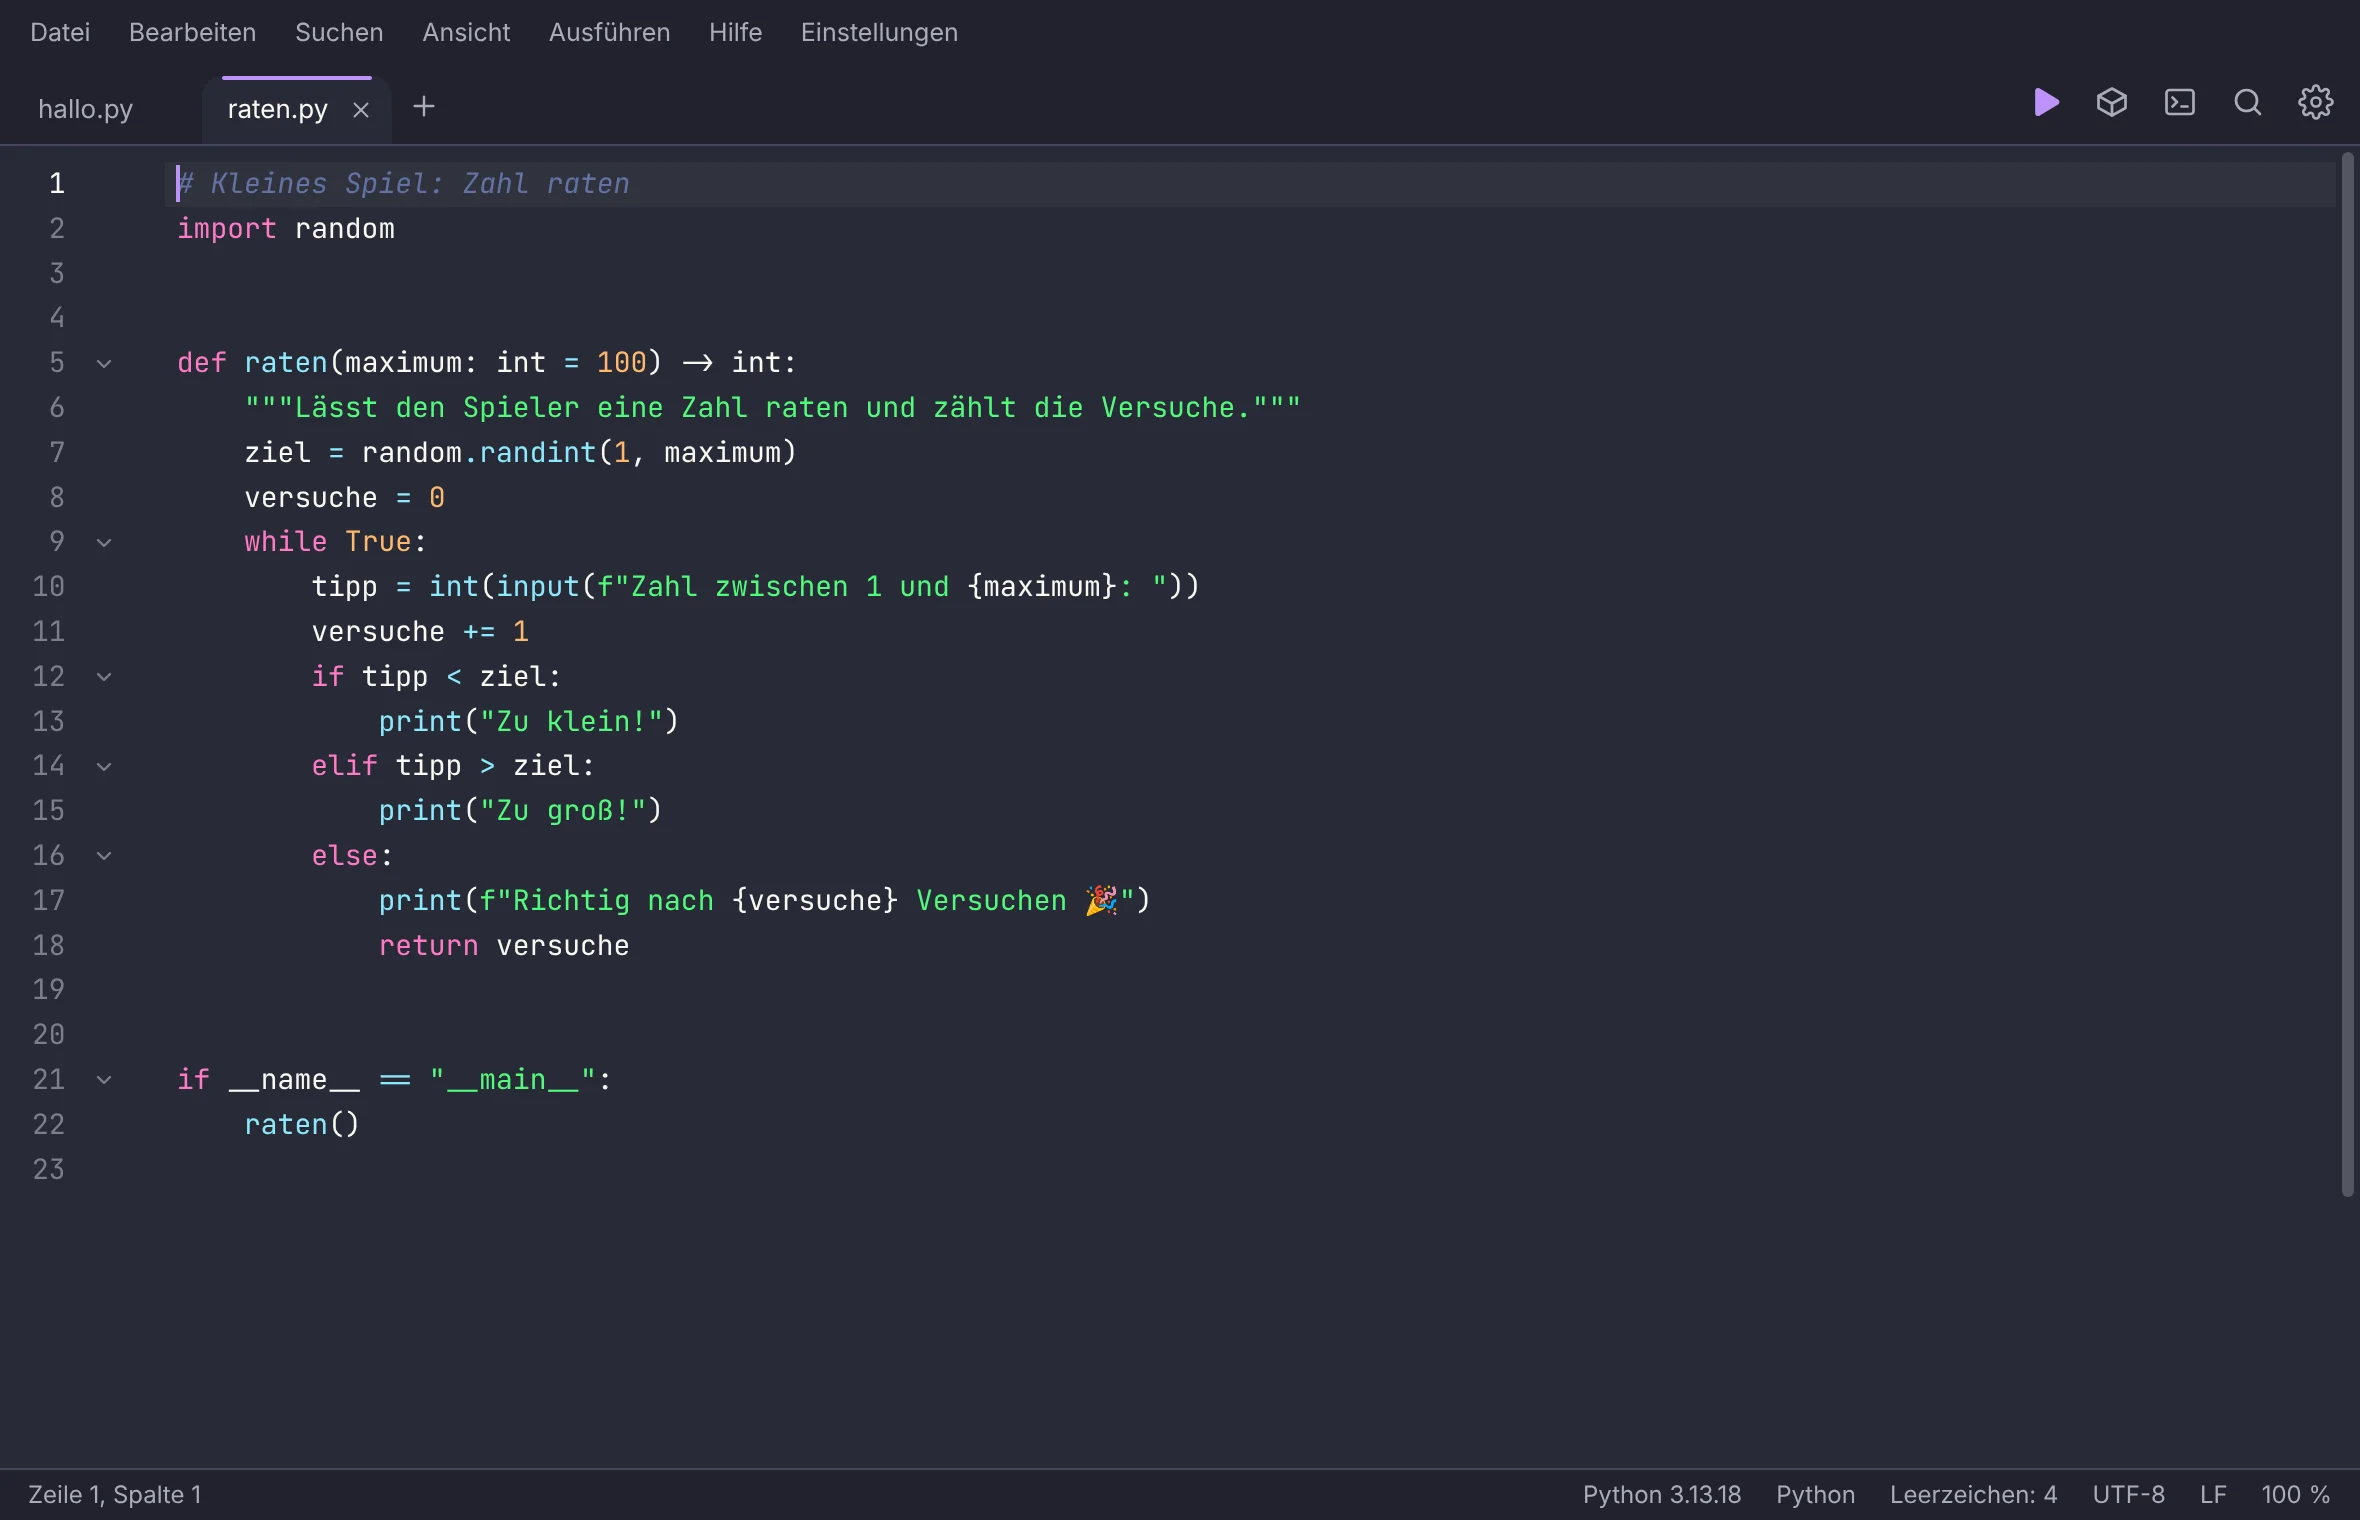 Datei Bearbeiten Suchen Ansicht Ausführen Hilfe Einstellungen
hallo.py raten.py
1 # Kleines Spiel: Zahl raten
2 import random
3
4
5 def raten(maximum: int = 100) -> int:
6     """Lässt den Spieler eine Zahl raten und zählt die Versuche."""
7     ziel = random.randint(1, maximum)
8     versuche = 0
9     while True:
10         tipp = int(input(f"Zahl zwischen 1 und {maximum}: "))
11         versuche += 1
12         if tipp < ziel:
13             print("Zu klein!")
14         elif tipp > ziel:
15             print("Zu groß!")
16         else:
17             print(f"Richtig nach {versuche} Versuchen 🎉")
18             return versuche
19
20
21 if __name__ == "__main__":
22     raten()
23
Zeile 1, Spalte 1 Python 3.13.18 Python Leerzeichen: 4 UTF-8 LF 100 %